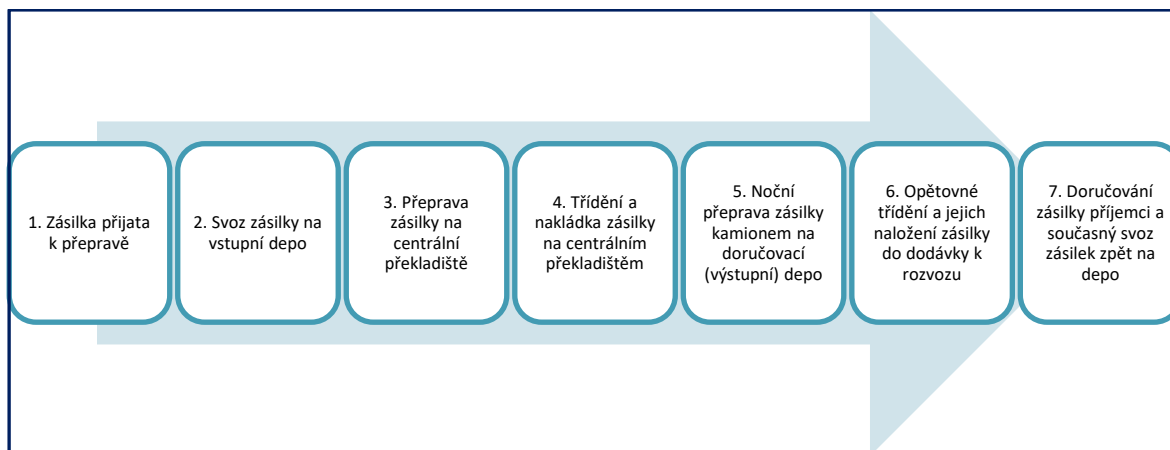 1. Zásilka přijata
k přepravě
2. Svoz zásilky na
vstupní depo
3. Přeprava
zásilky na
centrální
překladiště
4. Třídění a
nakládka zásilky
na centrálním
překladištěm
5. Noční
přeprava zásilky
kamionem na
doručovací
(výstupní) depo
6. Opětovné
třídění a jejich
naložení zásilky
do dodávky k
rozvozu
7. Doručování
zásilky příjemci a
současný svoz
zásilek zpět na
depo